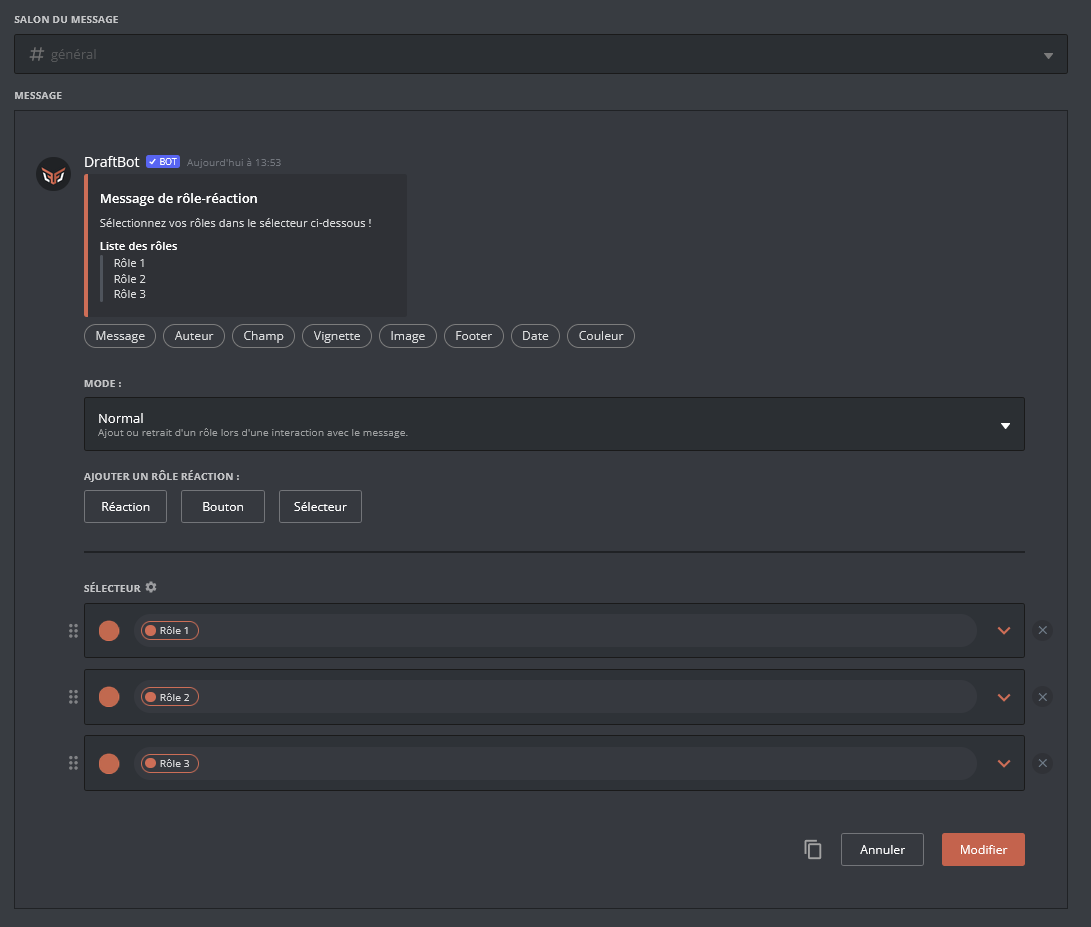 SALON DU MESSAGE
# général
MESSAGE
DraftBot ✓ BOT Aujourd'hui à 13:53
Message de rôle-réaction
Sélectionnez vos rôles dans le sélecteur ci-dessous !
Liste des rôles
Rôle 1
Rôle 2
Rôle 3
Message Auteur Champ Vignette Image Footer Date Couleur
MODE :
Normal
Ajout ou retrait d'un rôle lors d'une interaction avec le message.
AJOUTER UN RÔLE RÉACTION :
Réaction Bouton Sélecteur
SÉLECTEUR
Rôle 1
Rôle 2
Rôle 3
Annuler Modifier